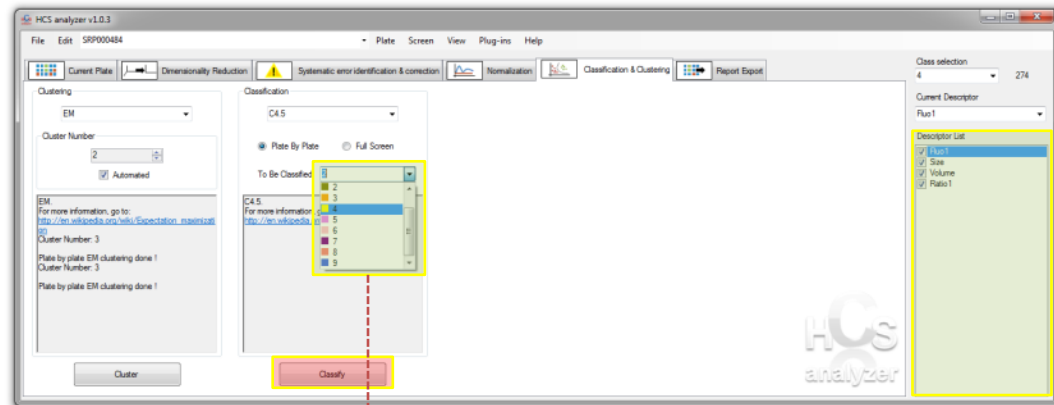 HCS analyzer v1.0.3
File Edit SRP000484 Plate Screen View Plug-ins Help
Current Plate Dimensionality Reduction Systematic error identification & correction Normalization Classification & Clustering Report Export
Class selection
4 274
Current Descriptor
Fluo1
Descriptor List
Fluo1
Size
Volume
Ratio1
Clustering
EM
Cluster Number
2
Automated
EM.
For more information, go to:
http://en.wikipedia.org/wiki/Expectation_maximizati
on
Cluster Number: 3
Plate by plate EM clustering done !
Cluster Number: 3
Plate by plate EM clustering done !
Cluster
Classification
C4.5
Plate By Plate Full Screen
To Be Classified 2
2
3
4
5
6
7
8
9
C4.5.
For more information,
http://en.wikipedia
Classify
HCS
analyzer